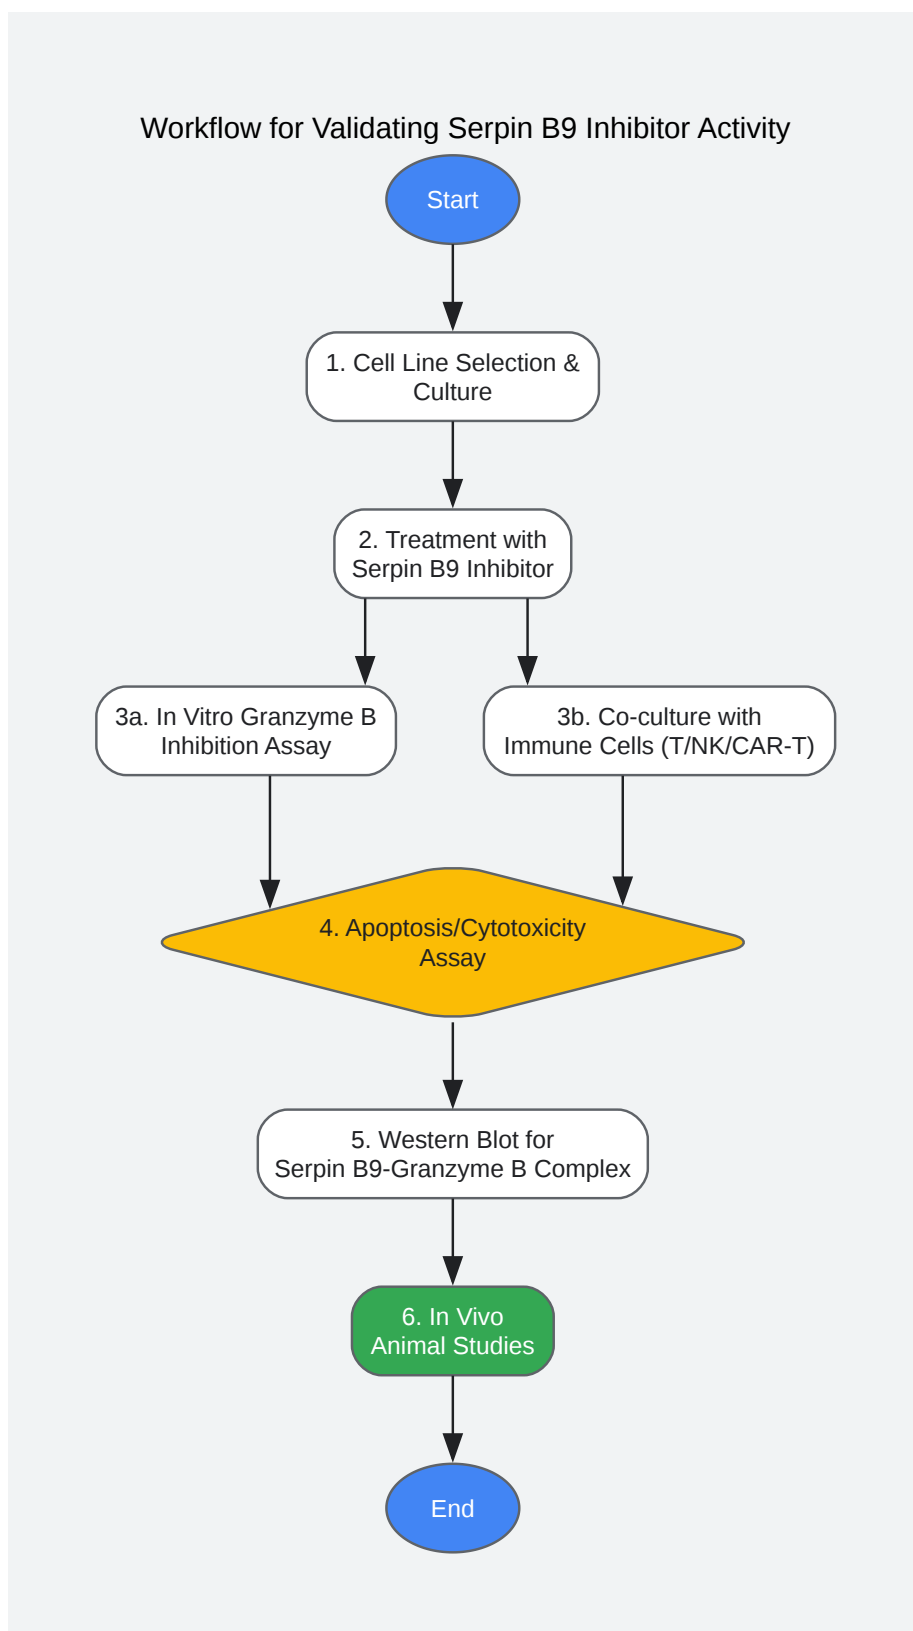 Workflow for Validating Serpin B9 Inhibitor Activity
Start
1. Cell Line Selection &
Culture
2. Treatment with
Serpin B9 Inhibitor
3a. In Vitro Granzyme B
Inhibition Assay
3b. Co-culture with
Immune Cells (T/NK/CAR-T)
4. Apoptosis/Cytotoxicity
Assay
5. Western Blot for
Serpin B9-Granzyme B Complex
6. In Vivo
Animal Studies
End